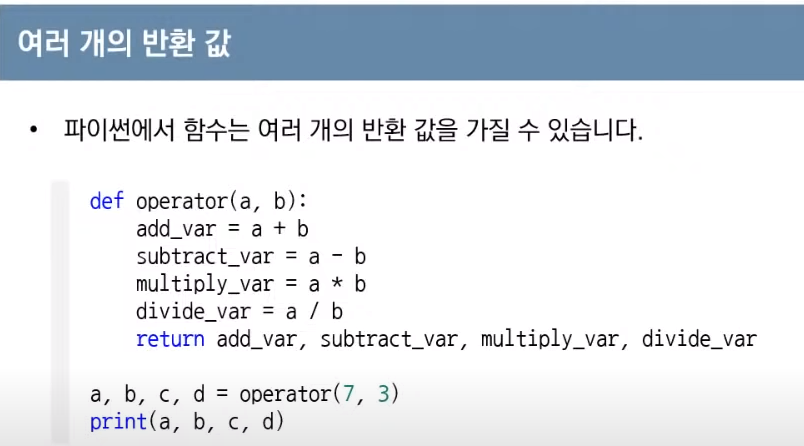 여러 개의 반환 값
• 파이썬에서 함수는 여러 개의 반환 값을 가질 수 있습니다.
def operator(a, b):
    add_var = a + b
    subtract_var = a - b
    multiply_var = a * b
    divide_var = a / b
    return add_var, subtract_var, multiply_var, divide_var
a, b, c, d = operator(7, 3)
print(a, b, c, d)